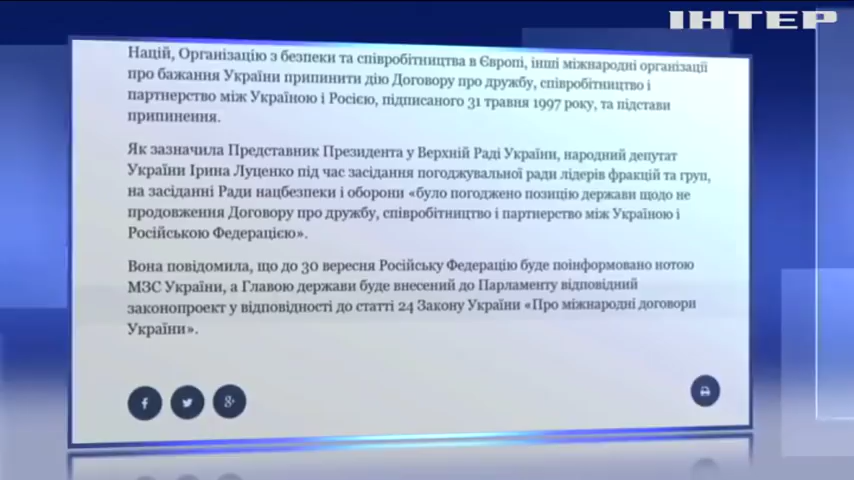 ІНТЕР
Націй, Організацію з безпеки та співробітництва в Європі, інші міжнародні організації
про бажання України припинити дію Договору про дружбу, співробітництво і
партнерство між Україною і Росією, підписаного 31 травня 1997 року, та підстави
припинення.
Як зазначила Представник Президента у Верхній Раді України, народний депутат
України Ірина Луценко під час засідання погоджувальної ради лідерів фракцій та груп,
на засіданні Ради нацбезпеки і оборони «було погоджено позицію держави щодо не
продовження Договору про дружбу, співробітництво і партнерство між Україною і
Російською Федерацією».
Вона повідомила, що до 30 вересня Російську Федерацію буде поінформовано нотою
МЗС України, а Главою держави буде внесений до Парламенту відповідний
законопроект у відповідності до статті 24 Закону України «Про міжнародні договори
України».